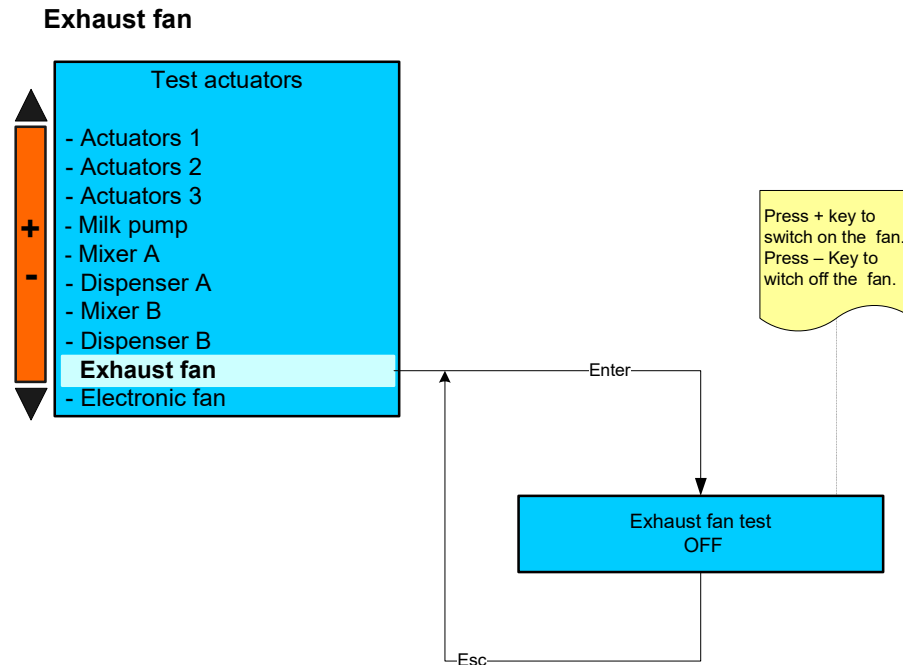 Exhaust fan
Test actuators
- Actuators 1
- Actuators 2
- Actuators 3
- Milk pump
- Mixer A
- Dispenser A
- Mixer B
- Dispenser B
Exhaust fan
- Electronic fan
+
-
Press + key to
switch on the fan.
Press – Key to
witch off the fan.
Enter
Exhaust fan test
OFF
Esc